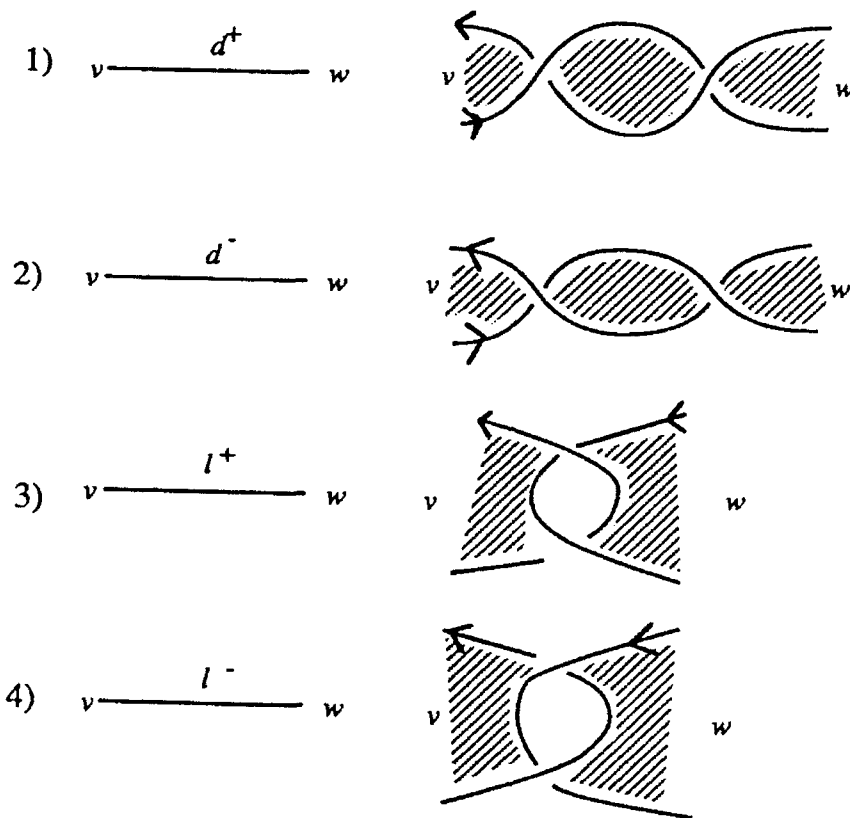 d⁺
1) v w v w
d⁻
2) v w v w
l⁺
3) v w v w
l⁻
4) v w v w